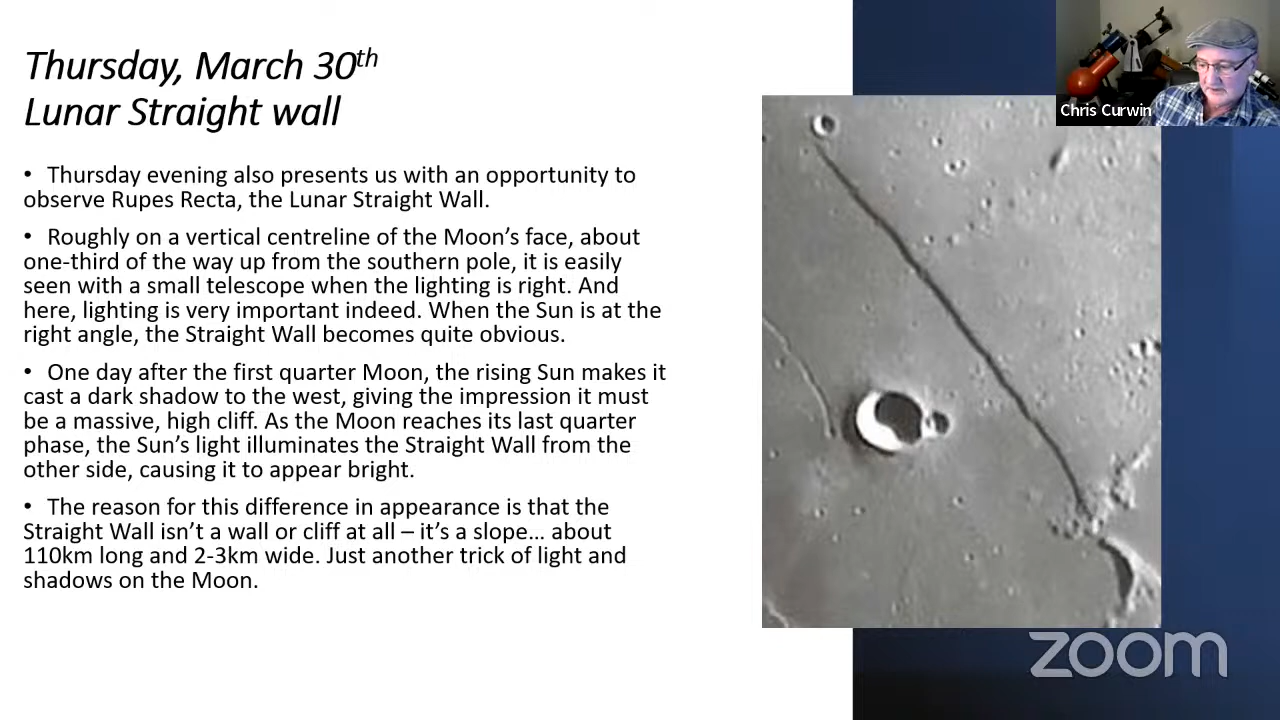 Thursday, March 30th
Lunar Straight wall
• Thursday evening also presents us with an opportunity to
observe Rupes Recta, the Lunar Straight Wall.
• Roughly on a vertical centreline of the Moon’s face, about
one-third of the way up from the southern pole, it is easily
seen with a small telescope when the lighting is right. And
here, lighting is very important indeed. When the Sun is at the
right angle, the Straight Wall becomes quite obvious.
• One day after the first quarter Moon, the rising Sun makes it
cast a dark shadow to the west, giving the impression it must
be a massive, high cliff. As the Moon reaches its last quarter
phase, the Sun’s light illuminates the Straight Wall from the
other side, causing it to appear bright.
• The reason for this difference in appearance is that the
Straight Wall isn’t a wall or cliff at all – it’s a slope… about
110km long and 2-3km wide. Just another trick of light and
shadows on the Moon.
Chris Curwin
zoom